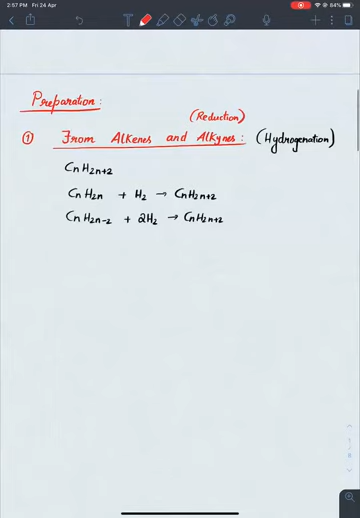 2:57 PM Fri 24 Apr
84%
Preparation:
(Reduction)
① From Alkenes and Alkynes: (Hydrogenation)
CnH2n+2
CnH2n + H2 → CnH2n+2
CnH2n-2 + 2H2 → CnH2n+2